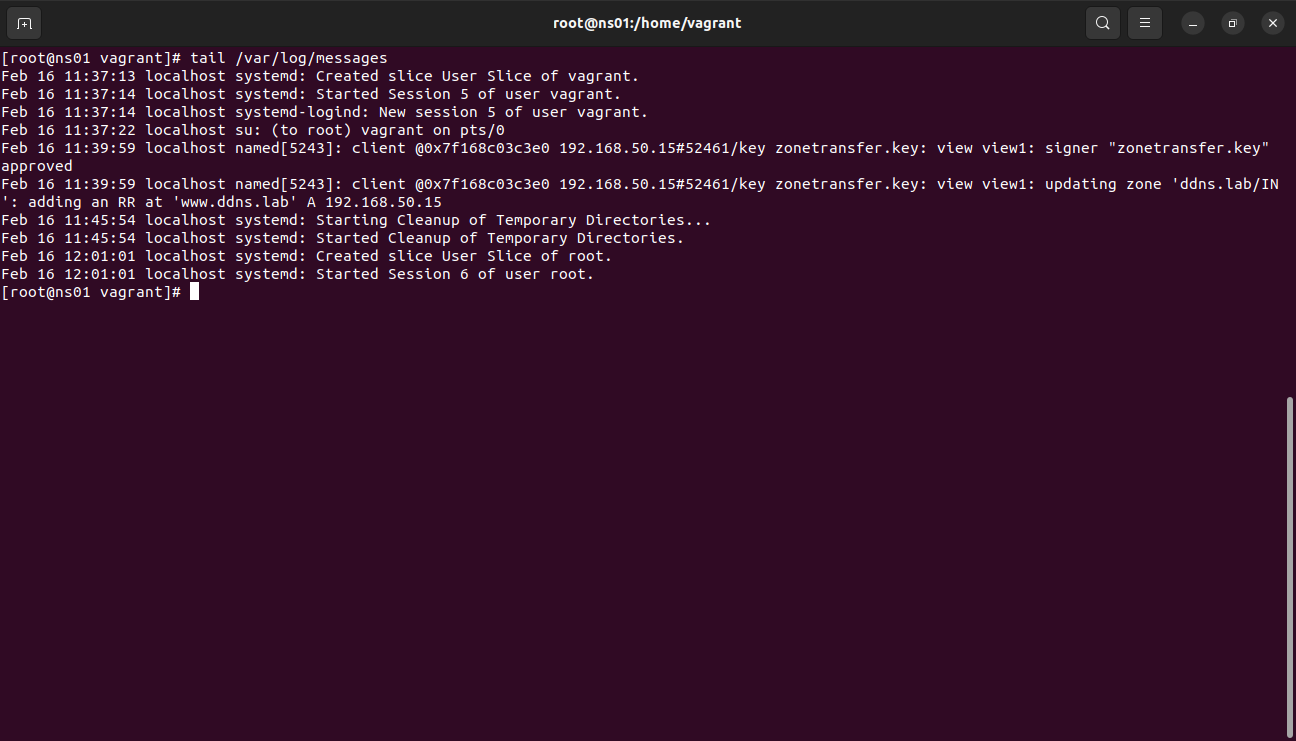 root@ns01:/home/vagrant
[root@ns01 vagrant]# tail /var/log/messages
Feb 16 11:37:13 localhost systemd: Created slice User Slice of vagrant.
Feb 16 11:37:14 localhost systemd: Started Session 5 of user vagrant.
Feb 16 11:37:14 localhost systemd-logind: New session 5 of user vagrant.
Feb 16 11:37:22 localhost su: (to root) vagrant on pts/0
Feb 16 11:39:59 localhost named[5243]: client @0x7f168c03c3e0 192.168.50.15#52461/key zonetransfer.key: view view1: signer "zonetransfer.key"
approved
Feb 16 11:39:59 localhost named[5243]: client @0x7f168c03c3e0 192.168.50.15#52461/key zonetransfer.key: view view1: updating zone 'ddns.lab/IN
': adding an RR at 'www.ddns.lab' A 192.168.50.15
Feb 16 11:45:54 localhost systemd: Starting Cleanup of Temporary Directories...
Feb 16 11:45:54 localhost systemd: Started Cleanup of Temporary Directories.
Feb 16 12:01:01 localhost systemd: Created slice User Slice of root.
Feb 16 12:01:01 localhost systemd: Started Session 6 of user root.
[root@ns01 vagrant]#